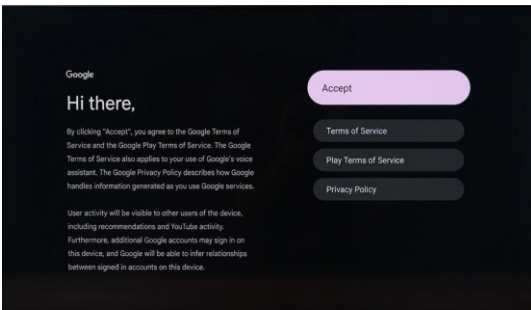 Google
Hi there,
By clicking "Accept", you agree to the Google Terms of
Service and the Google Play Terms of Service. The Google
Terms of Service also applies to your use of Google's voice
assistant. The Google Privacy Policy describes how Google
handles information generated as you use Google services.
User activity will be visible to other users of the device,
including recommendations and YouTube activity.
Furthermore, additional Google accounts may sign in on
this device, and Google will be able to infer relationships
between signed in accounts on this device.
Accept
Terms of Service
Play Terms of Service
Privacy Policy